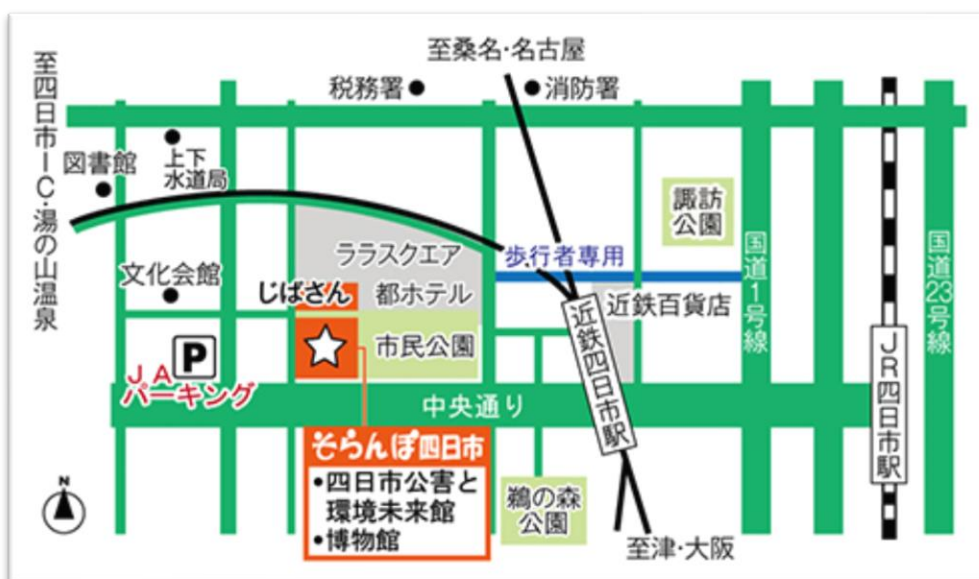 至桑名・名古屋
税務署
消防署
至四日市IC・湯の山温泉
図書館
上下
水道局
諏訪
公園
歩行者専用
ララスクエア
文化会館
じばさん
都ホテル
近鉄百貨店
国道1号線
国道23号線
市民公園
近鉄四日市駅
JR四日市駅
P
JA
パーキング
中央通り
そらんぽ四日市
•四日市公害と
環境未来館
•博物館
鵜の森
公園
N
至津・大阪